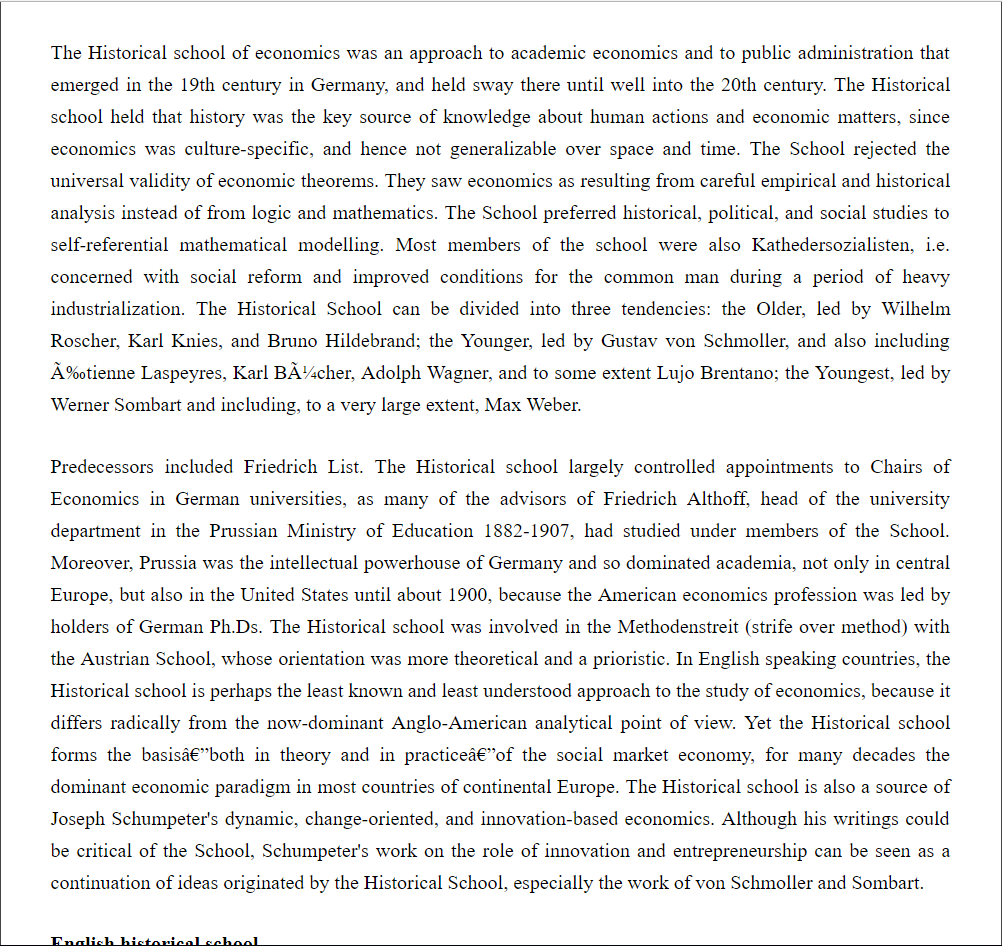 The Historical school of economics was an approach to academic economics and to public administration that
emerged in the 19th century in Germany, and held sway there until well into the 20th century. The Historical
school held that history was the key source of knowledge about human actions and economic matters, since
economics was culture-specific, and hence not generalizable over space and time. The School rejected the
universal validity of economic theorems. They saw economics as resulting from careful empirical and historical
analysis instead of from logic and mathematics. The School preferred historical, political, and social studies to
self-referential mathematical modelling. Most members of the school were also Kathedersozialisten, i.e.
concerned with social reform and improved conditions for the common man during a period of heavy
industrialization. The Historical School can be divided into three tendencies: the Older, led by Wilhelm
Roscher, Karl Knies, and Bruno Hildebrand; the Younger, led by Gustav von Schmoller, and also including
Ã‰tienne Laspeyres, Karl BÃ¼cher, Adolph Wagner, and to some extent Lujo Brentano; the Youngest, led by
Werner Sombart and including, to a very large extent, Max Weber.
Predecessors included Friedrich List. The Historical school largely controlled appointments to Chairs of
Economics in German universities, as many of the advisors of Friedrich Althoff, head of the university
department in the Prussian Ministry of Education 1882-1907, had studied under members of the School.
Moreover, Prussia was the intellectual powerhouse of Germany and so dominated academia, not only in central
Europe, but also in the United States until about 1900, because the American economics profession was led by
holders of German Ph.Ds. The Historical school was involved in the Methodenstreit (strife over method) with
the Austrian School, whose orientation was more theoretical and a prioristic. In English speaking countries, the
Historical school is perhaps the least known and least understood approach to the study of economics, because it
differs radically from the now-dominant Anglo-American analytical point of view. Yet the Historical school
forms the basisâ€”both in theory and in practiceâ€”of the social market economy, for many decades the
dominant economic paradigm in most countries of continental Europe. The Historical school is also a source of
Joseph Schumpeter's dynamic, change-oriented, and innovation-based economics. Although his writings could
be critical of the School, Schumpeter's work on the role of innovation and entrepreneurship can be seen as a
continuation of ideas originated by the Historical School, especially the work of von Schmoller and Sombart.
English historical school